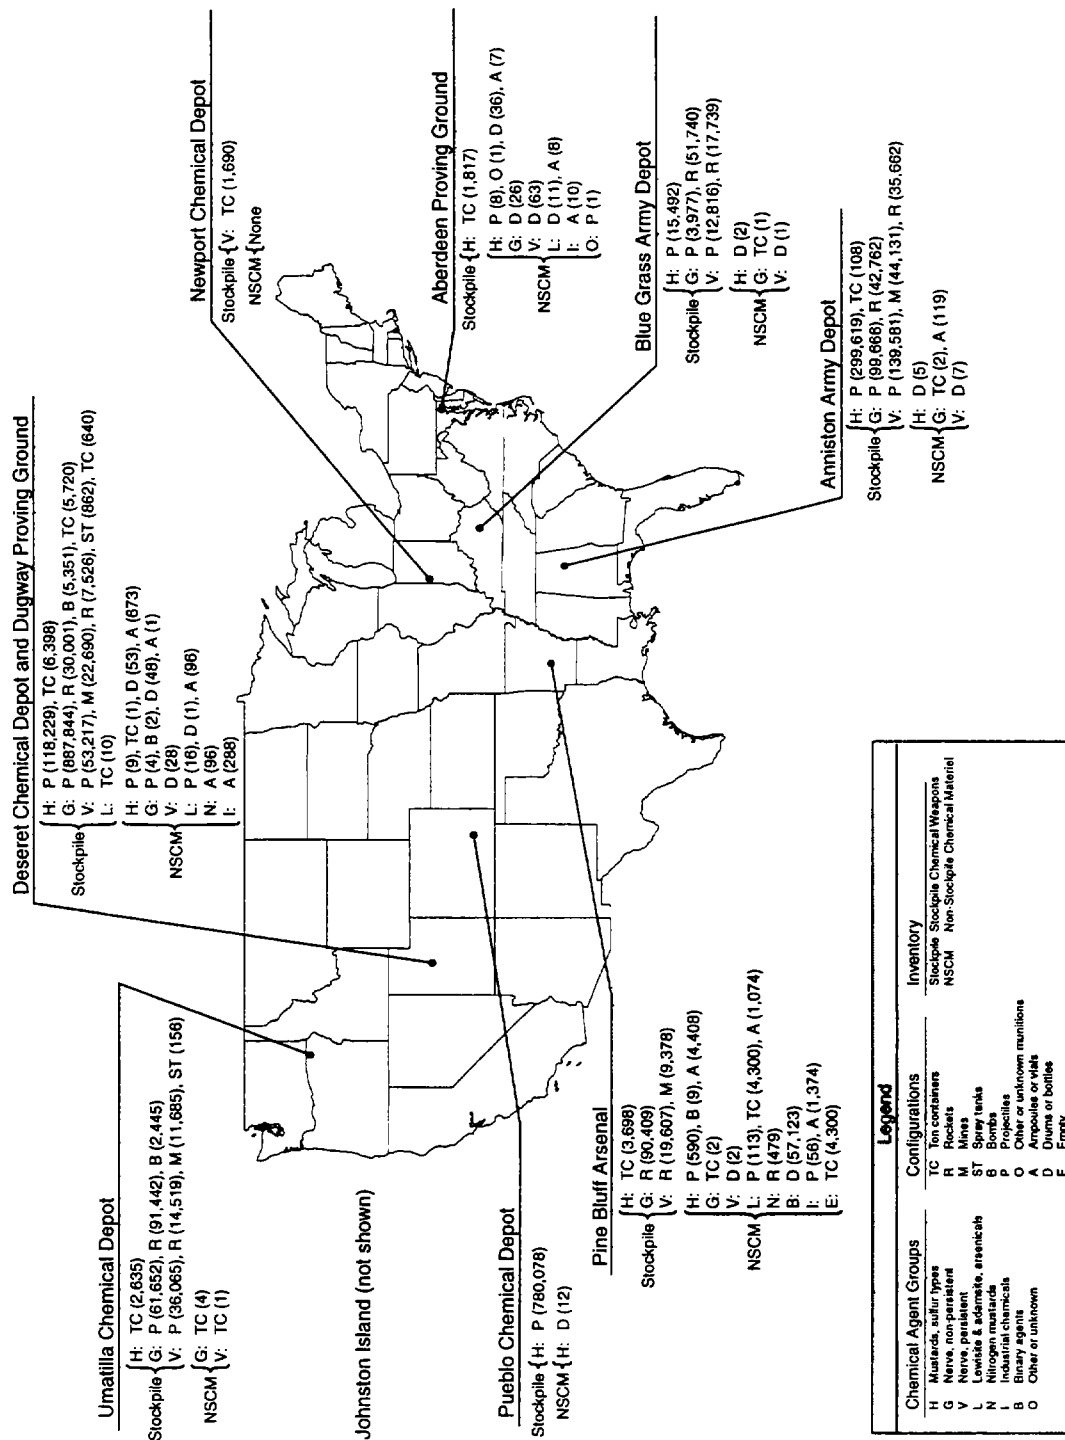 Deseret Chemical Depot and Dugway Proving Ground
Stockpile
H: P (118,229), TC (6,398)
G: P (887,844), R (30,001), B (5,351), TC (5,720)
V: P (53,217), M (22,690), R (7,526), ST (862), TC (640)
L: TC (10)
NSCM
H: P (9), TC (1), D (53), A (673)
G: P (4), B (2), D (48), A (1)
V: D (28)
L: P (16), D (1), A (96)
N: A (96)
I: A (288)
Umatilla Chemical Depot
Stockpile
H: TC (2,635)
G: P (61,652), R (91,442), B (2,445)
V: P (36,065), R (14,519), M (11,685), ST (156)
NSCM
G: TC (4)
V: TC (1)
Newport Chemical Depot
Stockpile { V: TC (1,690)
NSCM { None
Aberdeen Proving Ground
Stockpile { H: TC (1,817)
NSCM
H: P (8), O (1), D (36), A (7)
G: D (26)
V: D (63)
L: D (11), A (8)
I: A (10)
O: P (1)
Blue Grass Army Depot
Stockpile
H: P (15,492)
G: P (3,977), R (51,740)
V: P (12,816), R (17,739)
NSCM
H: D (2)
G: TC (1)
V: D (1)
Anniston Army Depot
Stockpile
H: P (299,619), TC (108)
G: P (99,666), R (42,762)
V: P (139,581), M (44,131), R (35,662)
NSCM
H: D (5)
G: TC (2), A (119)
V: D (7)
Johnston Island (not shown)
Pueblo Chemical Depot
Stockpile { H: P (780,078)
NSCM { H: D (12)
Pine Bluff Arsenal
Stockpile
H: TC (3,698)
G: R (90,409)
V: R (19,607), M (9,378)
NSCM
H: P (590), B (9), A (4,408)
G: TC (2)
V: D (2)
L: P (113), TC (4,300), A (1,074)
N: R (479)
B: D (57,123)
I: P (58), A (1,374)
E: TC (4,300)
Legend
Chemical Agent Groups
H Mustards, sulfur types
G Nerve, non-persistent
V Nerve, persistent
L Lewisite & adamsite, arsenicals
N Nitrogen mustards
I Industrial chemicals
B Binary agents
O Other or unknown
Configurations
TC Ton containers
R Rockets
M Mines
ST Spray tanks
B Bombs
P Projectiles
O Other or unknown munitions
A Ampoules or vials
D Drums or bottles
E Empty
Inventory
Stockpile Stockpile Chemical Weapons
NSCM Non-Stockpile Chemical Materiel